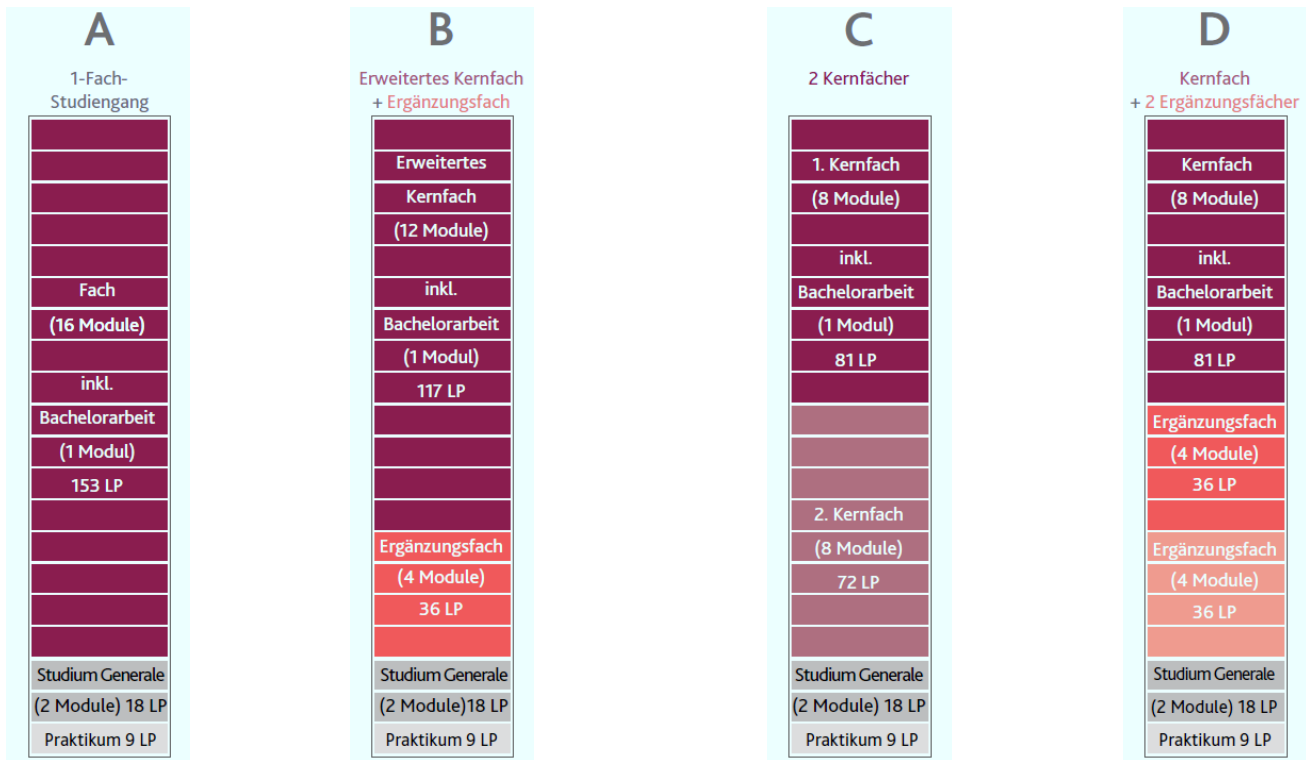 A
1-Fach-
Studiengang
Fach
(16 Module)
inkl.
Bachelorarbeit
(1 Modul)
153 LP
Studium Generale
(2 Module) 18 LP
Praktikum 9 LP
B
Erweitertes Kernfach
+ Ergänzungsfach
Erweitertes
Kernfach
(12 Module)
inkl.
Bachelorarbeit
(1 Modul)
117 LP
Ergänzungsfach
(4 Module)
36 LP
Studium Generale
(2 Module)18 LP
Praktikum 9 LP
C
2 Kernfächer
1. Kernfach
(8 Module)
inkl.
Bachelorarbeit
(1 Modul)
81 LP
2. Kernfach
(8 Module)
72 LP
Studium Generale
(2 Module) 18 LP
Praktikum 9 LP
D
Kernfach
+ 2 Ergänzungsfächer
Kernfach
(8 Module)
inkl.
Bachelorarbeit
(1 Modul)
81 LP
Ergänzungsfach
(4 Module)
36 LP
Ergänzungsfach
(4 Module)
36 LP
Studium Generale
(2 Module) 18 LP
Praktikum 9 LP